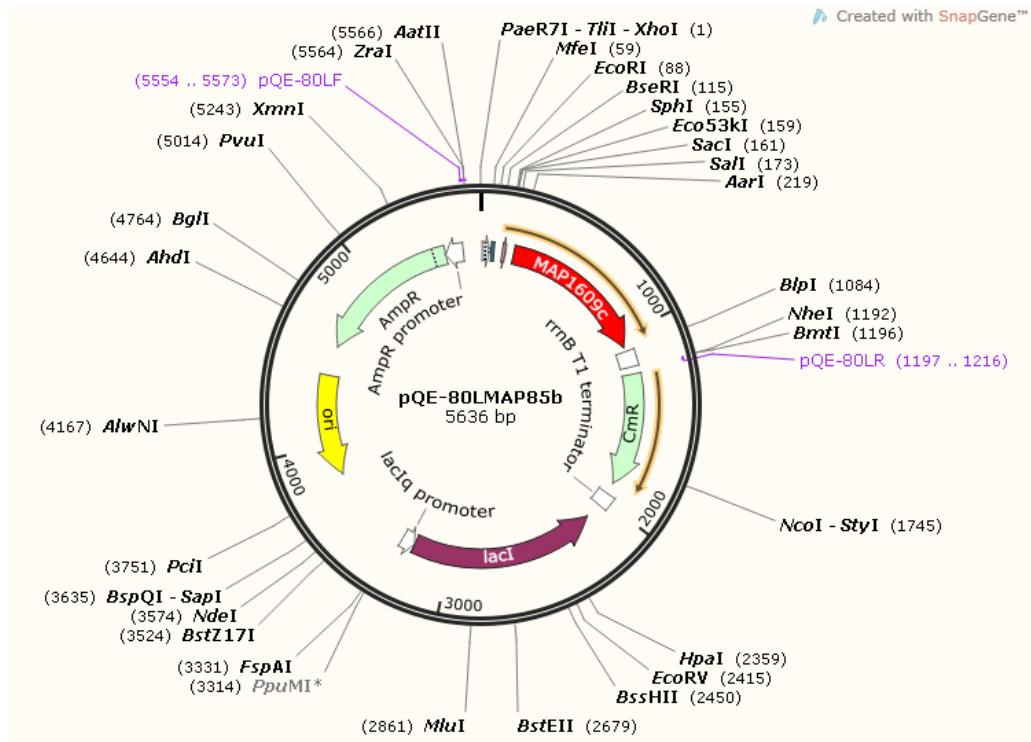 Created with SnapGene™
(5566) AatII
(5564) ZraI
(5554 .. 5573) pQE-80LF
(5243) XmnI
(5014) PvuI
(4764) BglI
(4644) AhdI
(4167) AlwNI
(3751) PciI
(3635) BspQI - SapI
(3574) NdeI
(3524) BstZ17I
(3331) FspAI
(3314) PpuMI*
(2861) MluI
PaeR7I - TliI - XhoI (1)
MfeI (59)
EcoRI (88)
BseRI (115)
SphI (155)
Eco53kI (159)
SacI (161)
SalI (173)
AarI (219)
BlpI (1084)
NheI (1192)
BmtI (1196)
pQE-80LR (1197 .. 1216)
NcoI - StyI (1745)
HpaI (2359)
EcoRV (2415)
BssHII (2450)
BstEII (2679)
1000
2000
3000
4000
5000
MAP1609c
rrnB T1 terminator
CmR
lacI
lacIq promoter
ori
AmpR
AmpR promoter
pQE-80LMAP85b
5636 bp